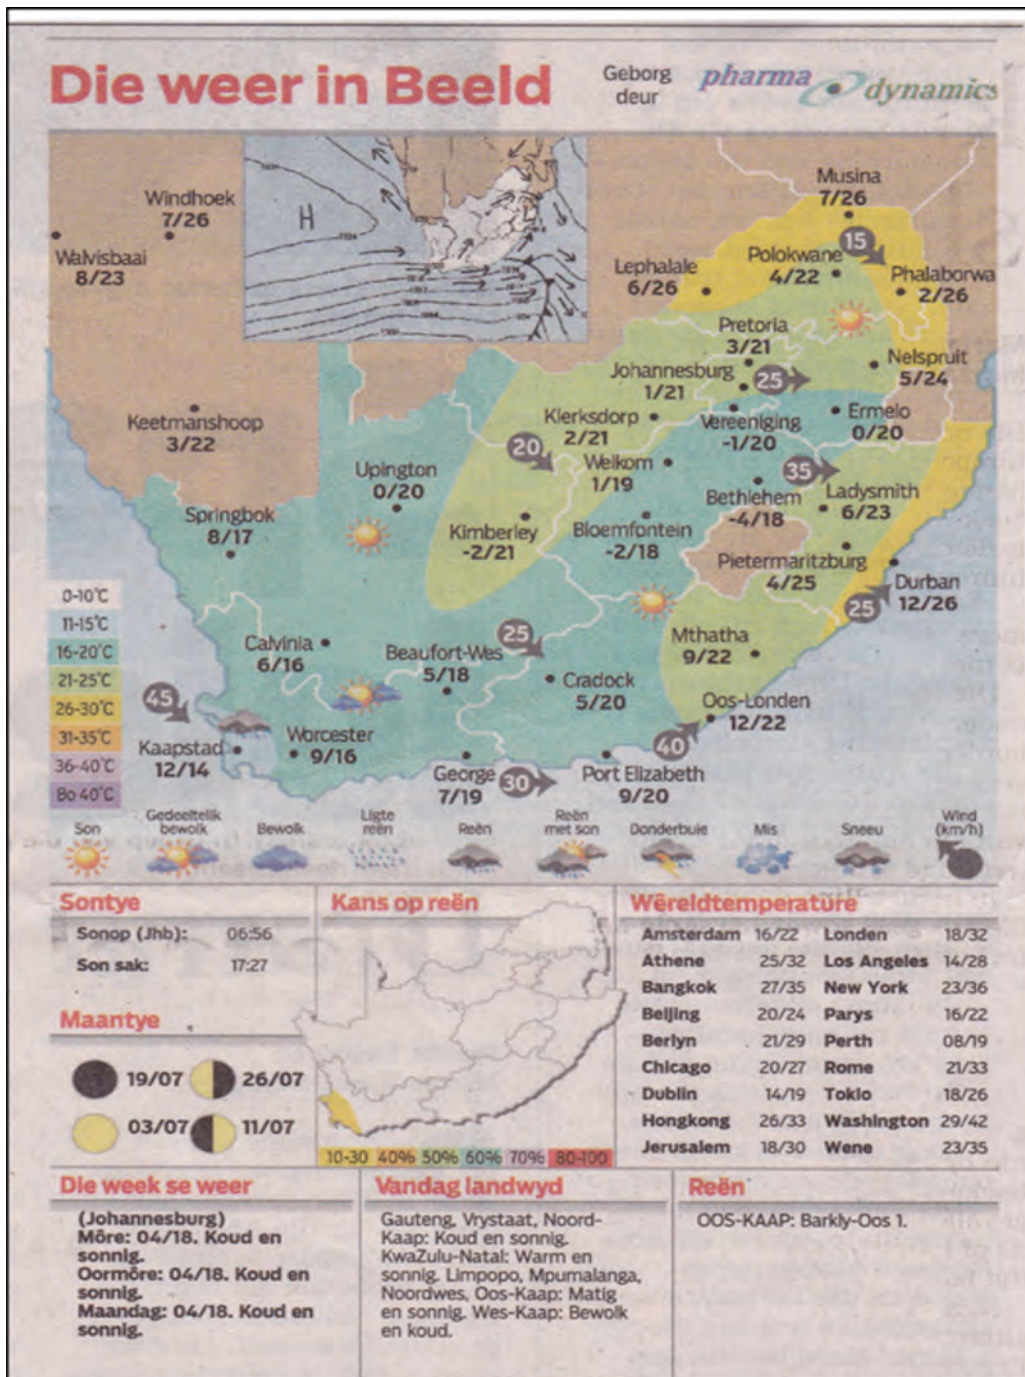 Die weer in Beeld
Geborg
deur
pharma dynamics
Windhoek
7/26
Walvisbaai
8/23
H
Musina
7/26
15
Polokwane
4/22
Lephalale
6/26
Phalaborwa
2/26
Pretoria
3/21
Johannesburg
1/21
25
Nelspruit
5/24
Keetmanshoop
3/22
Klerksdorp
2/21
Vereeniging
-1/20
Ermelo
0/20
20
Upington
0/20
Welkom
1/19
35
Bethlehem
-4/18
Ladysmith
6/23
Springbok
8/17
Kimberley
-2/21
Bloemfontein
-2/18
Pietermaritzburg
4/25
Durban
12/26
25
0-10°C
11-15°C
16-20°C
21-25°C
26-30°C
31-35°C
36-40°C
Bo 40°C
Calvinia
6/16
Beaufort-Wes
5/18
25
Mthatha
9/22
Cradock
5/20
Oos-Londen
12/22
45
Kaapstad
12/14
Worcester
9/16
George
7/19
30
40
Port Elizabeth
9/20
Son
Gedeeltelik
bewolk
Bewolk
Ligte
reën
Reën
Reën
met son
Donderbuie
Mis
Sneeu
Wind
(km/h)
Sontye
Sonop (Jhb): 06:56
Son sak: 17:27
Maantye
19/07 26/07
03/07 11/07
Kans op reën
10-30 40% 50% 60% 70% 80-100
Wêreldtemperature
Amsterdam 16/22 Londen 18/32
Athene 25/32 Los Angeles 14/28
Bangkok 27/35 New York 23/36
Beijing 20/24 Parys 16/22
Berlyn 21/29 Perth 08/19
Chicago 20/27 Rome 21/33
Dublin 14/19 Tokio 18/26
Hongkong 26/33 Washington 29/42
Jerusalem 18/30 Wene 23/35
Die week se weer
(Johannesburg)
Môre: 04/18. Koud en
sonnig.
Oormôre: 04/18. Koud en
sonnig.
Maandag: 04/18. Koud en
sonnig.
Vandag landwyd
Gauteng, Vrystaat, Noord-
Kaap: Koud en sonnig.
KwaZulu-Natal: Warm en
sonnig. Limpopo, Mpumalanga,
Noordwes, Oos-Kaap: Matig
en sonnig. Wes-Kaap: Bewolk
en koud.
Reën
OOS-KAAP: Barkly-Oos 1.